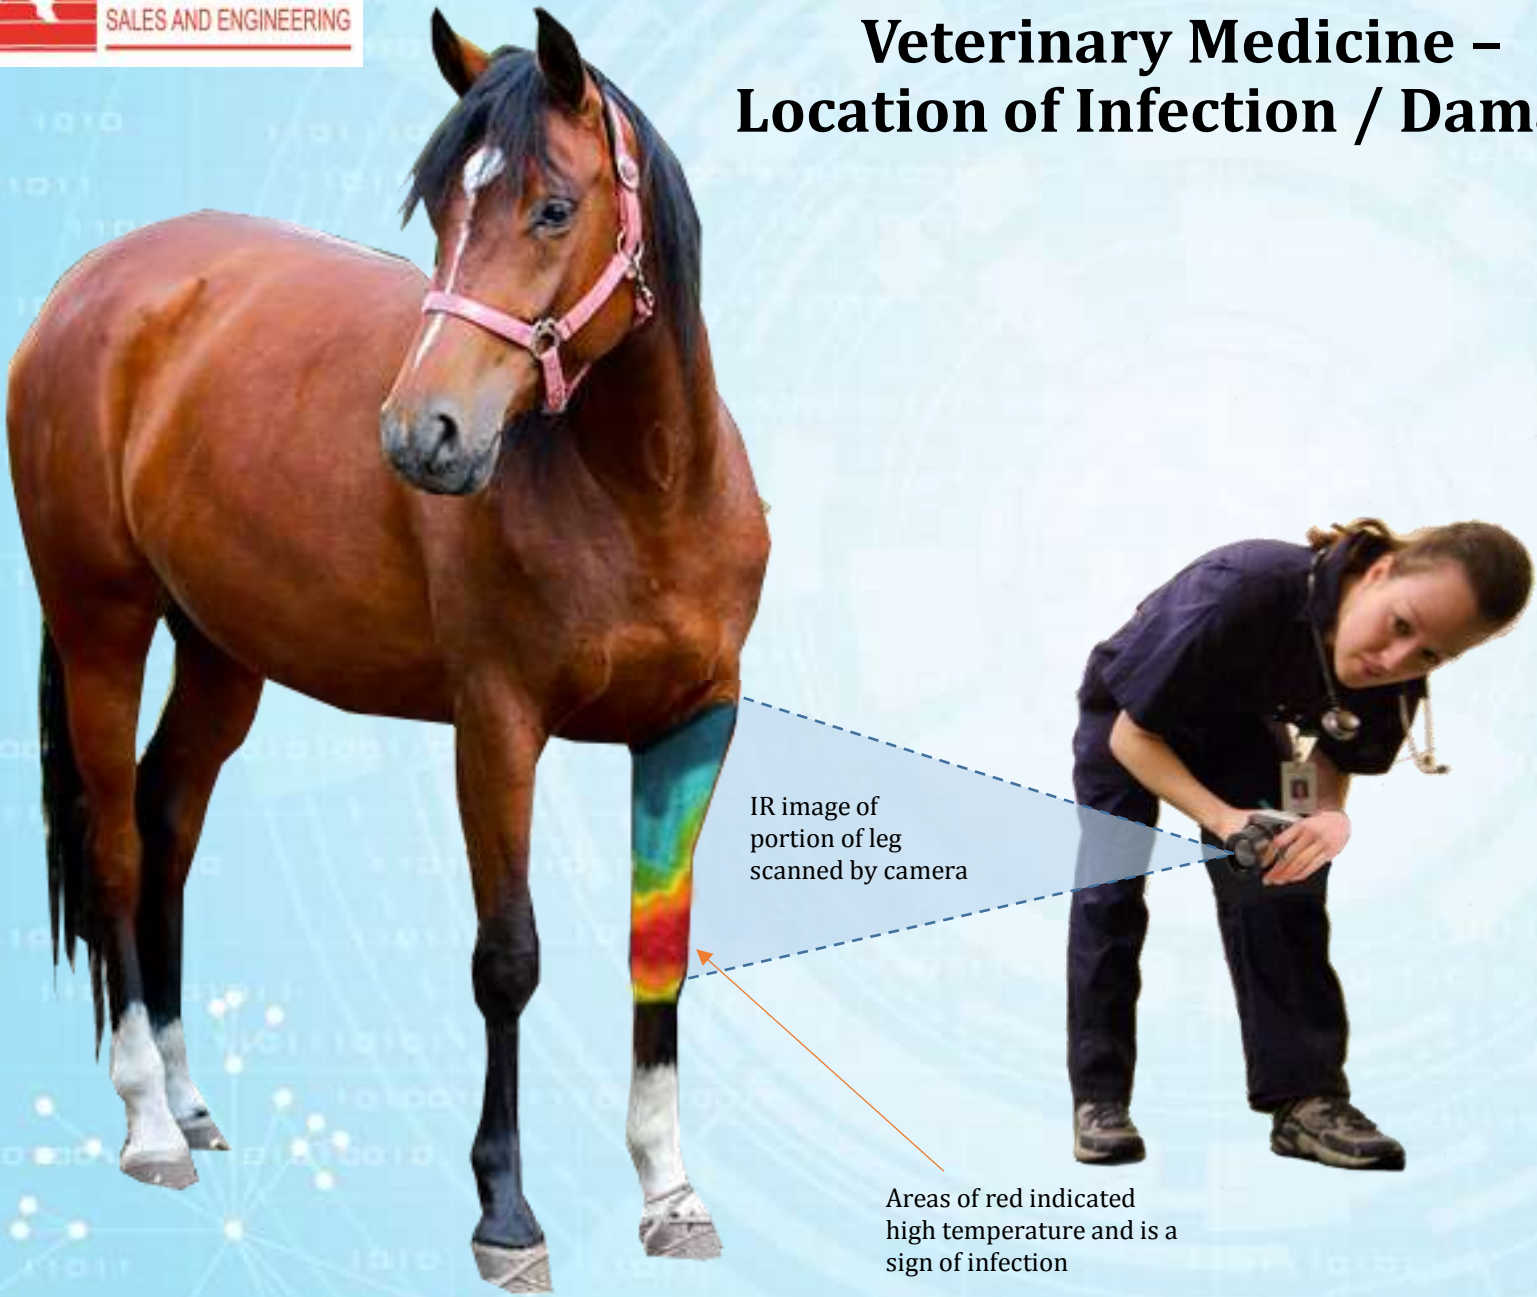 SALES AND ENGINEERING
Veterinary Medicine –
Location of Infection /
IR image of
portion of leg
scanned by camera
Areas of red indicated
high temperature and is a
sign of infection